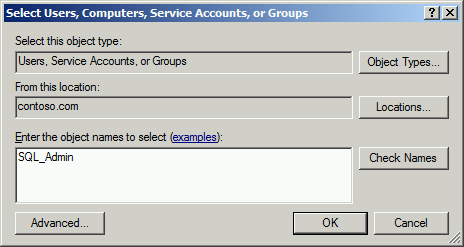 Select Users, Computers, Service Accounts, or Groups
Select this object type:
Users, Service Accounts, or Groups
Object Types...
From this location:
contoso.com
Locations...
Enter the object names to select (examples):
SQL_Admin
Check Names
Advanced...
OK
Cancel